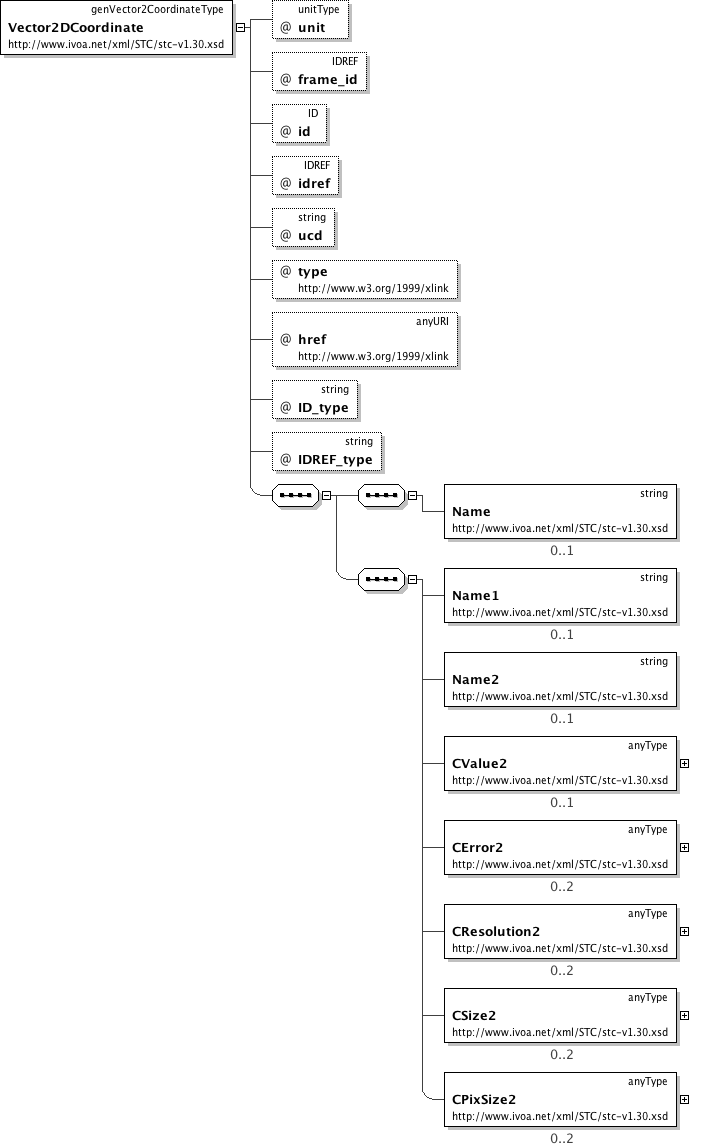 genVector2CoordinateType
Vector2DCoordinate
http://www.ivoa.net/xml/STC/stc-v1.30.xsd
unitType
@ unit
IDREF
@ frame_id
ID
@ id
IDREF
@ idref
string
@ ucd
@ type
http://www.w3.org/1999/xlink
anyURI
@ href
http://www.w3.org/1999/xlink
string
@ ID_type
string
@ IDREF_type
string
Name
http://www.ivoa.net/xml/STC/stc-v1.30.xsd
0..1
string
Name1
http://www.ivoa.net/xml/STC/stc-v1.30.xsd
0..1
string
Name2
http://www.ivoa.net/xml/STC/stc-v1.30.xsd
0..1
anyType
CValue2
http://www.ivoa.net/xml/STC/stc-v1.30.xsd
0..1
anyType
CError2
http://www.ivoa.net/xml/STC/stc-v1.30.xsd
0..2
anyType
CResolution2
http://www.ivoa.net/xml/STC/stc-v1.30.xsd
0..2
anyType
CSize2
http://www.ivoa.net/xml/STC/stc-v1.30.xsd
0..2
anyType
CPixSize2
http://www.ivoa.net/xml/STC/stc-v1.30.xsd
0..2